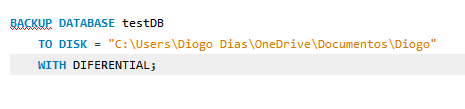 BACKUP DATABASE testDB
TO DISK = "C:\Users\Diogo Dias\OneDrive\Documentos\Diogo"
WITH DIFERENTIAL;